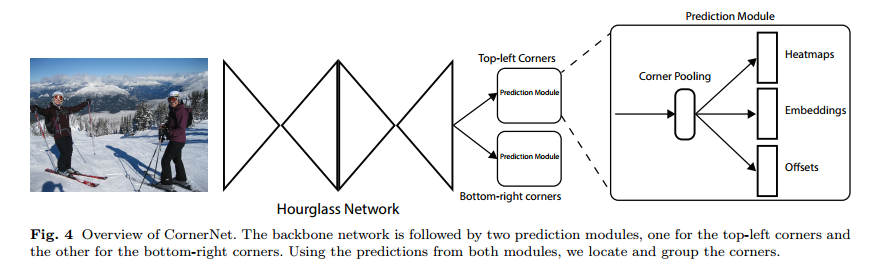 Prediction Module
Top-left Corners
Heatmaps
Corner Pooling
Prediction Module
Embeddings
Prediction Module
Offsets
Bottom-right corners
Hourglass Network
Fig. 4 Overview of CornerNet. The backbone network is followed by two prediction modules, one for the top-left corners and
the other for the bottom-right corners. Using the predictions from both modules, we locate and group the corners.